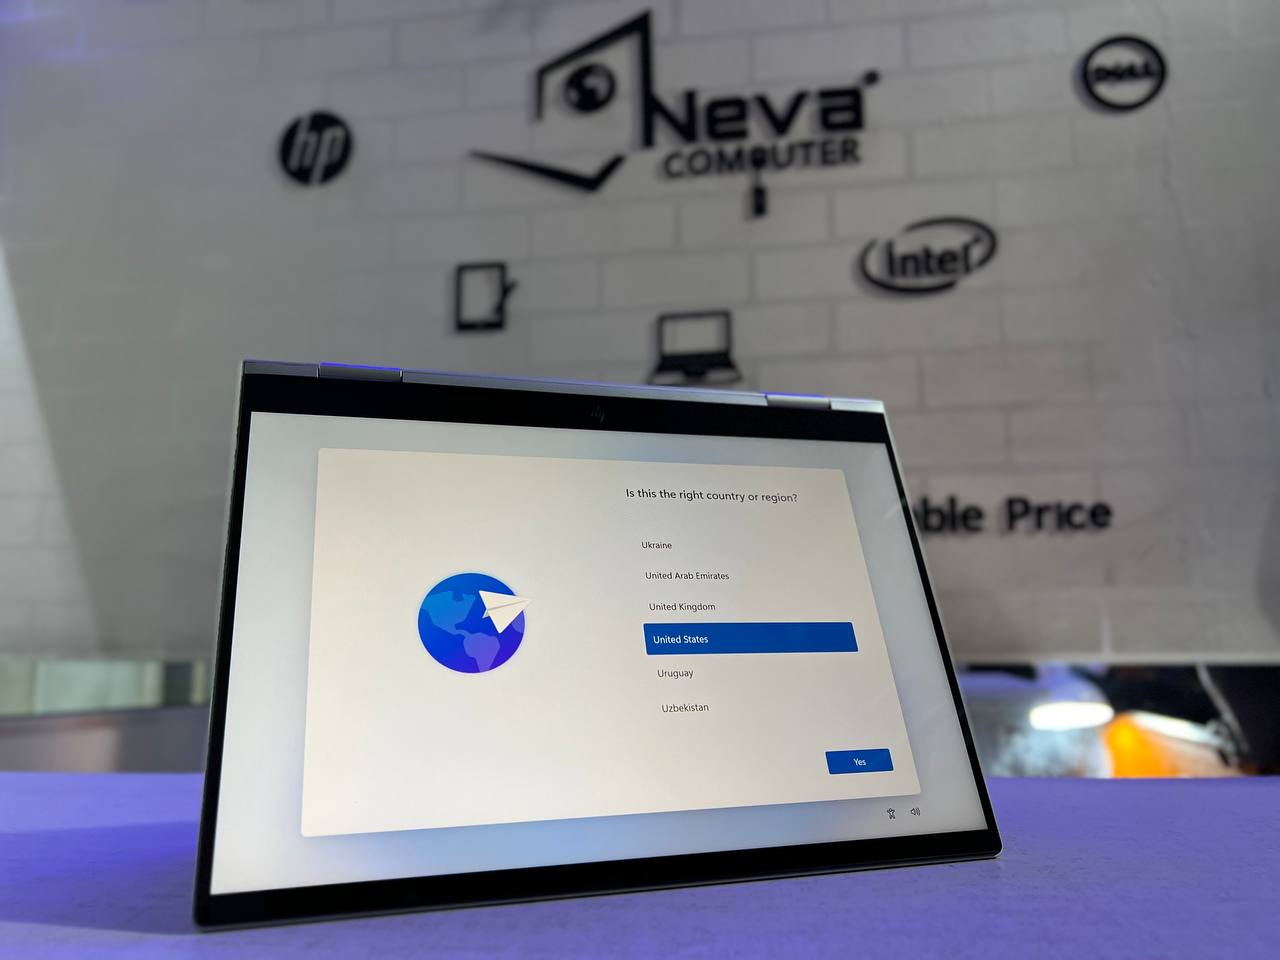 Neva
COMPUTER
hp
DELL
intel
ble Price
hp
Is this the right country or region?
Ukraine
United Arab Emirates
United Kingdom
United States
Uruguay
Uzbekistan
Yes